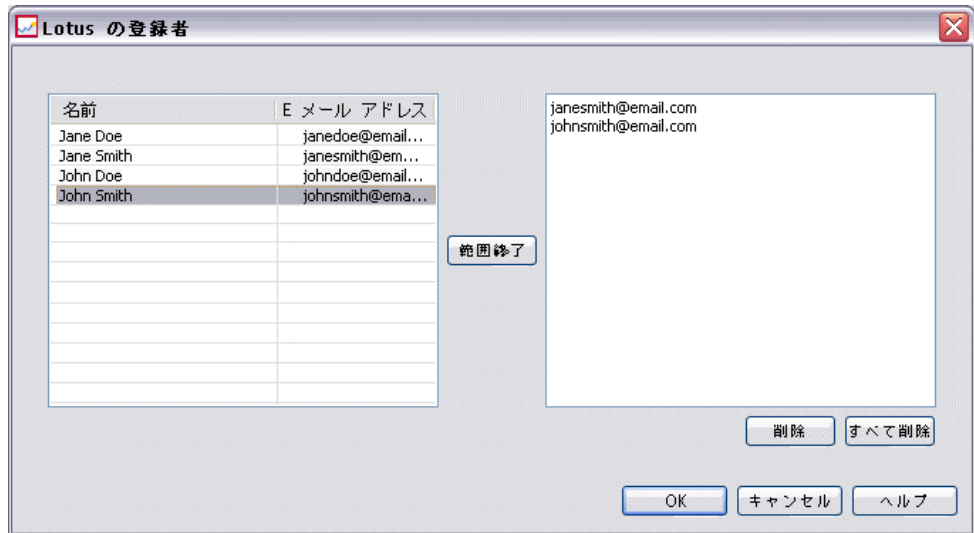 Lotus の登録者
名前 E メール アドレス
Jane Doe janedoe@email...
Jane Smith janesmith@em...
John Doe johndoe@email...
John Smith johnsmith@ema...
範囲終了
janesmith@email.com
johnsmith@email.com
削除 すべて削除
OK キャンセル ヘルプ